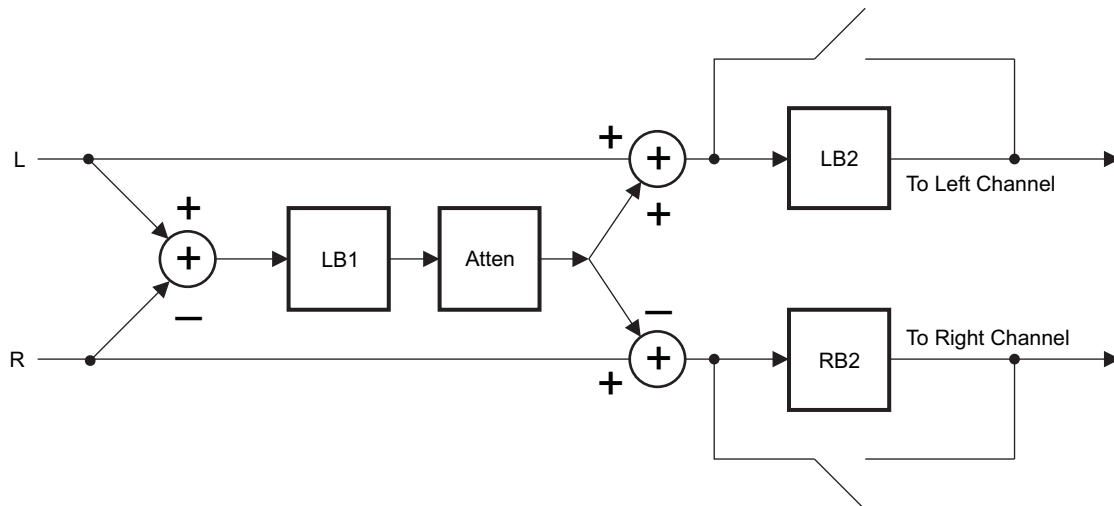 +
L
+
LB2
To Left Channel
+
+
+
LB1
Atten
−
−
To Right Channel
R
+
RB2
+